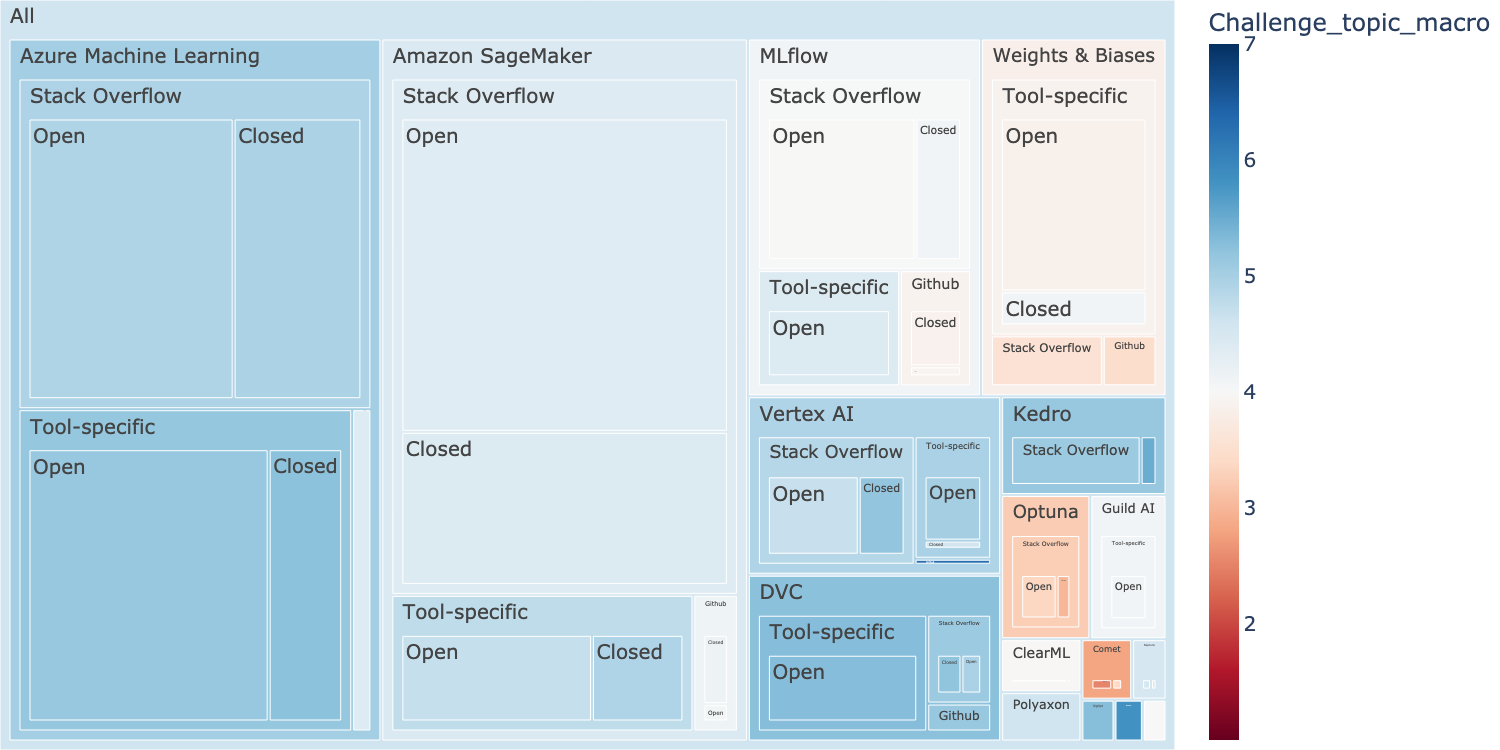 All
Azure Machine Learning
Stack Overflow
Open
Closed
Tool-specific
Open
Closed
Amazon SageMaker
Stack Overflow
Open
Closed
Tool-specific
Open
Closed
Github
Closed
Open
MLflow
Stack Overflow
Open
Closed
Tool-specific
Open
Github
Closed
Weights & Biases
Tool-specific
Open
Closed
Stack Overflow
Github
Vertex AI
Stack Overflow
Open
Closed
Tool-specific
Open
Closed
DVC
Tool-specific
Open
Stack Overflow
Closed
Open
Github
Kedro
Stack Overflow
Optuna
Stack Overflow
Open
Guild AI
Tool-specific
Open
ClearML
Comet
Polyaxon
Challenge_topic_macro
7
6
5
4
3
2